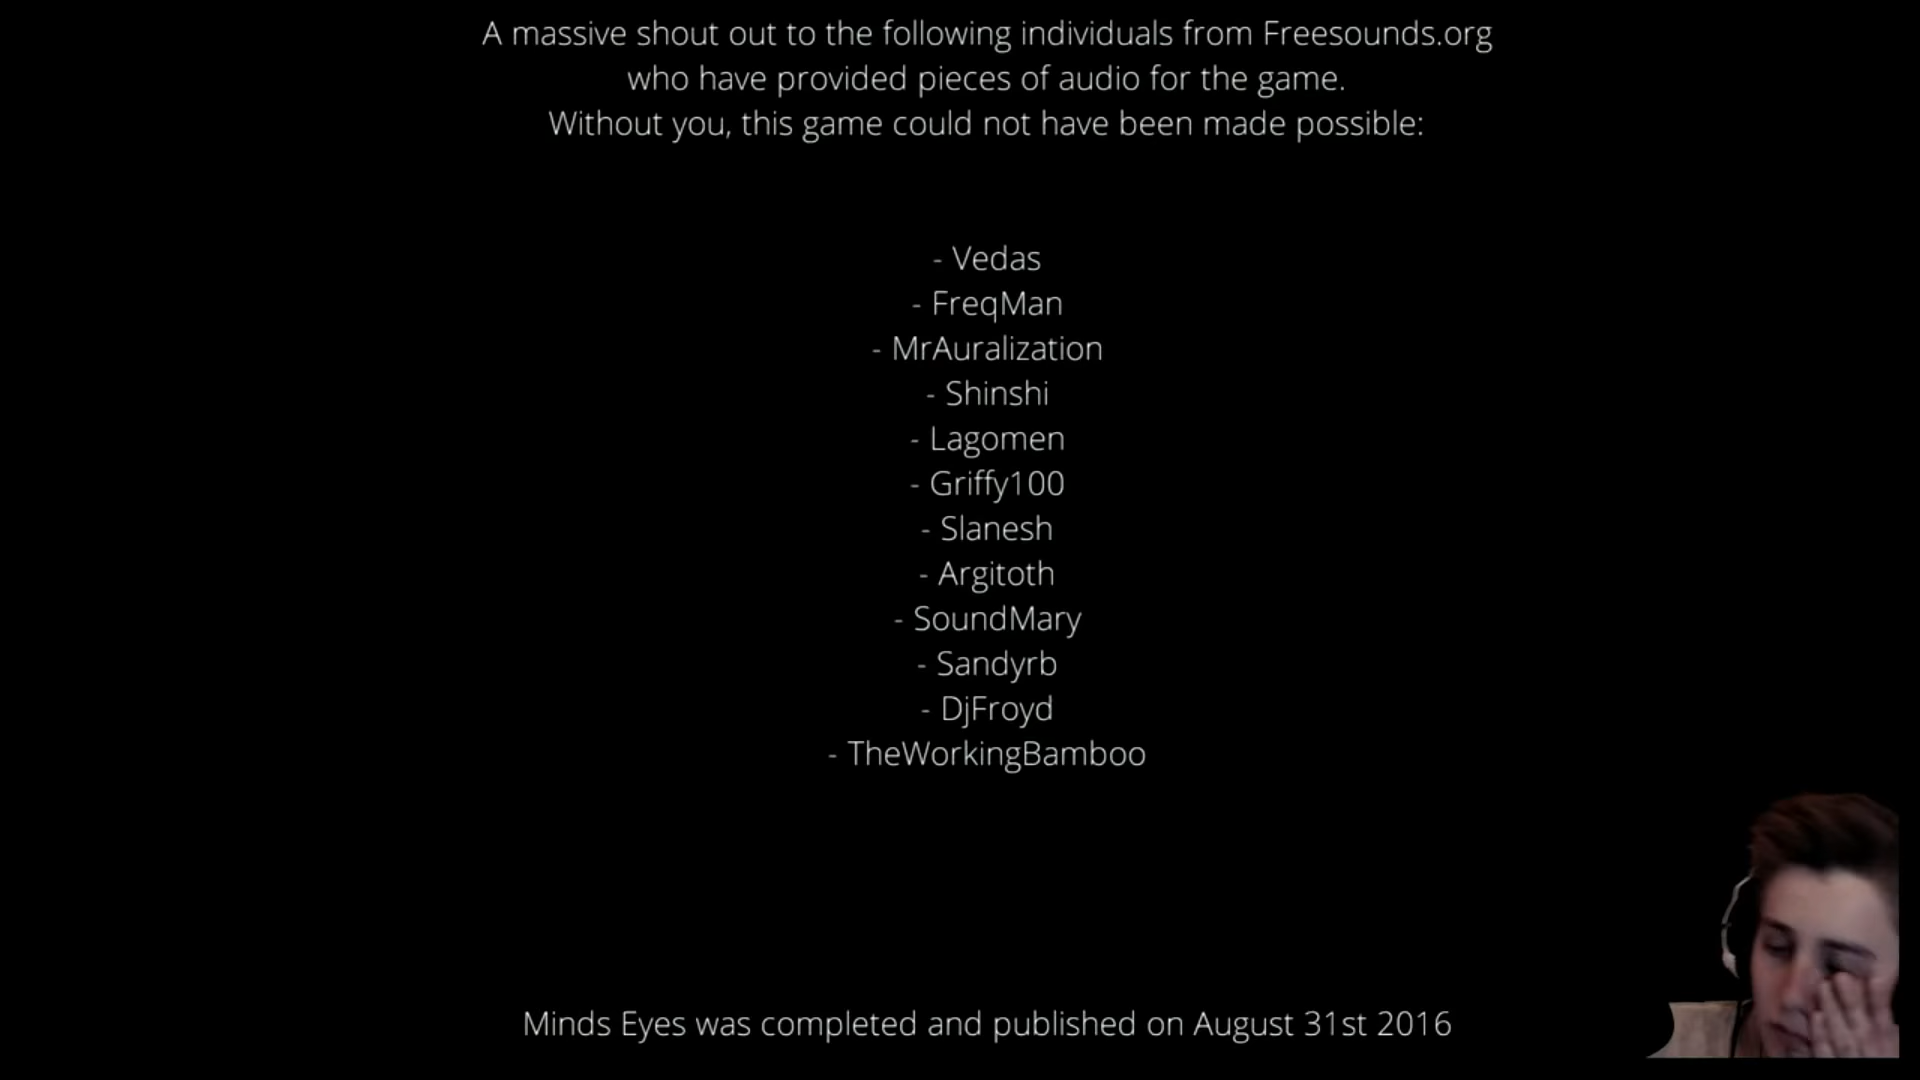 A massive shout out to the following individuals from Freesounds.org
who have provided pieces of audio for the game.
Without you, this game could not have been made possible:
- Vedas
- FreqMan
- MrAuralization
- Shinshi
- Lagomen
- Griffy100
- Slanesh
- Argitoth
- SoundMary
- Sandyrb
- DjFroyd
- TheWorkingBamboo
Minds Eyes was completed and published on August 31st 2016